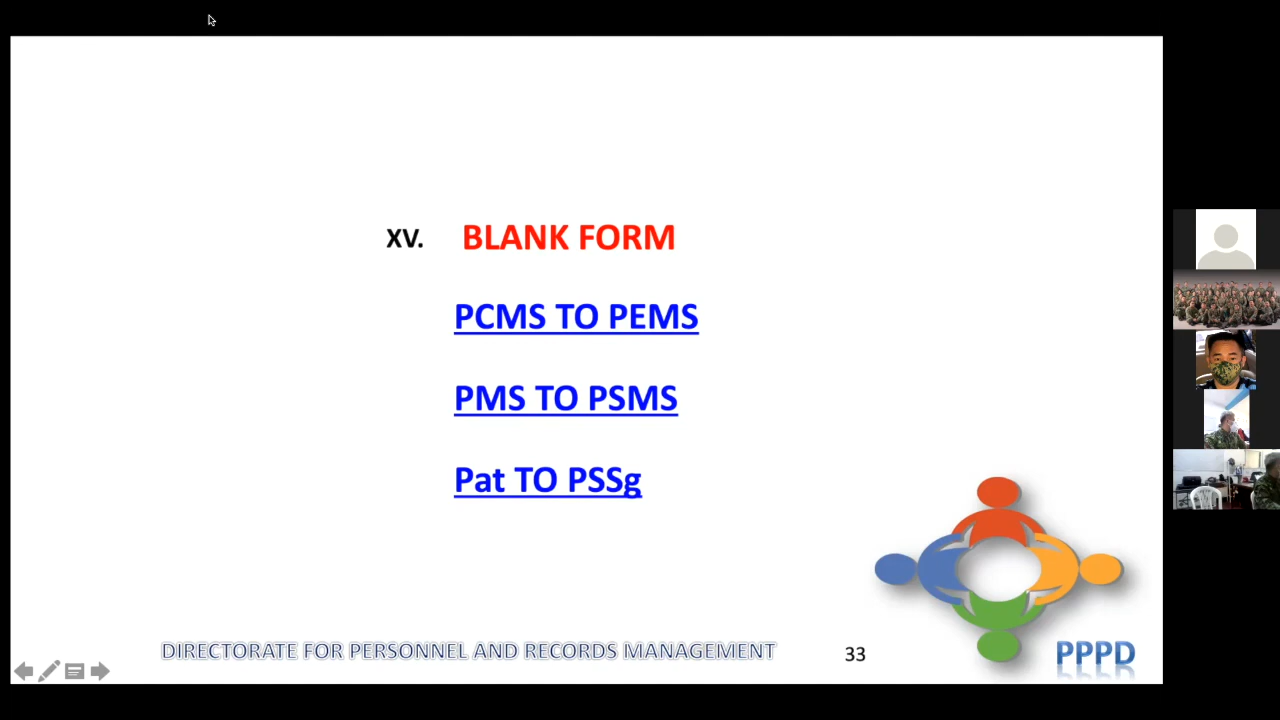 XV. BLANK FORM
PCMS TO PEMS
PMS TO PSMS
Pat TO PSSg
DIRECTORATE FOR PERSONNEL AND RECORDS MANAGEMENT
33
PPPD